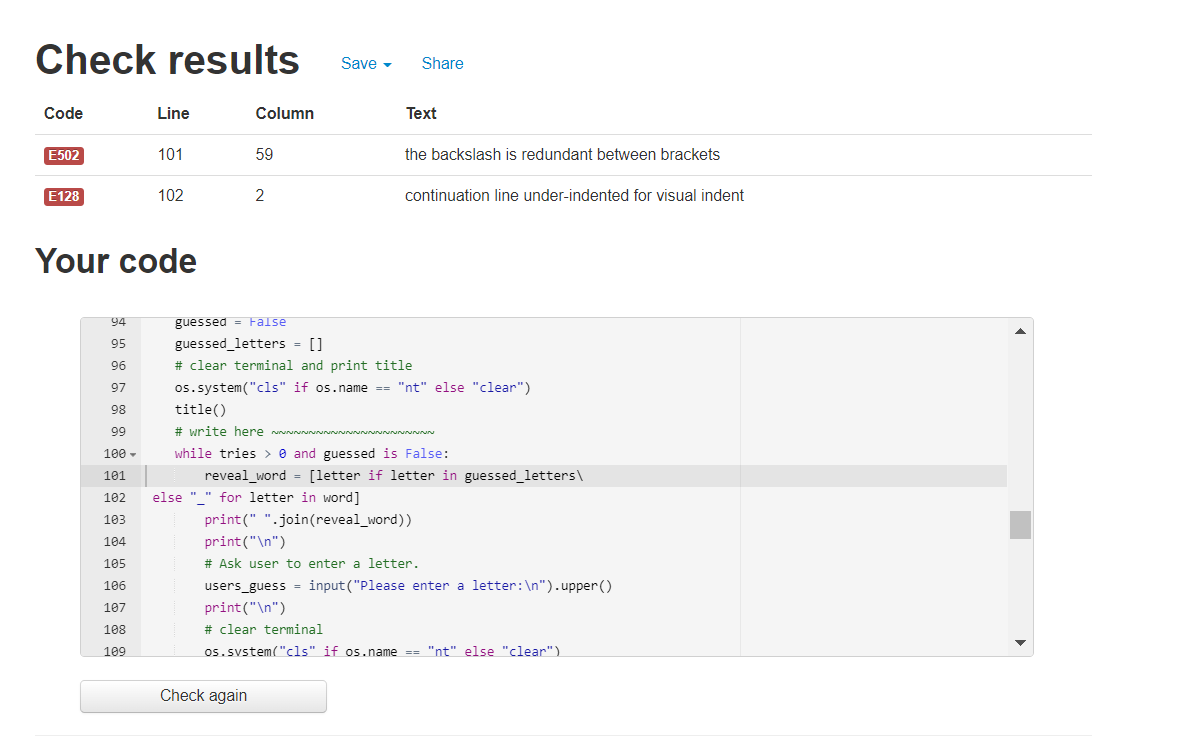 Check results Save Share
Code Line Column Text
E502 101 59 the backslash is redundant between brackets
E128 102 2 continuation line under-indented for visual indent
Your code
94 guessed = False
95 guessed_letters = []
96 # clear terminal and print title
97 os.system("cls" if os.name == "nt" else "clear")
98 title()
99 # write here ~~~~~~~~~~~~~~~~~~~~~~
100 while tries > 0 and guessed is False:
101 reveal_word = [letter if letter in guessed_letters\
102 else "_" for letter in word]
103 print(" ".join(reveal_word))
104 print("\n")
105 # Ask user to enter a letter.
106 users_guess = input("Please enter a letter:\n").upper()
107 print("\n")
108 # clear terminal
109 os.system("cls" if os.name == "nt" else "clear")
Check again